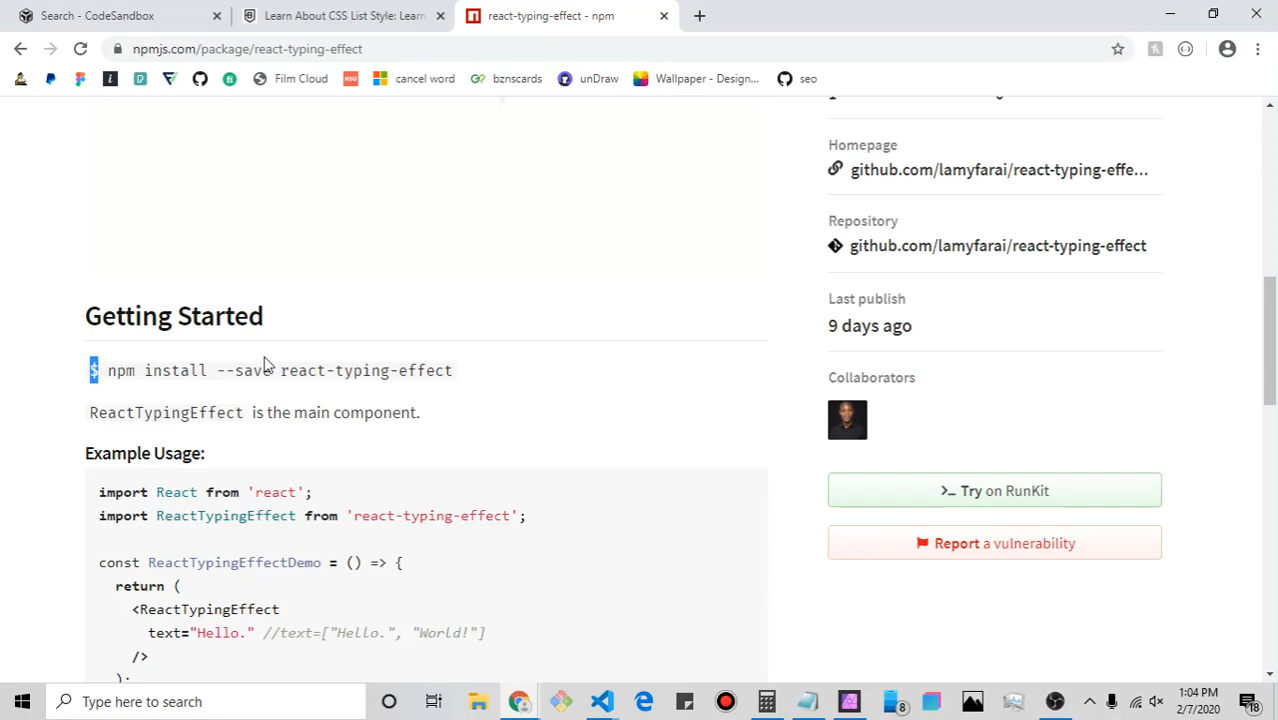 Search - CodeSandbox
Learn About CSS List Style: Learn
react-typing-effect - npm
npmjs.com/package/react-typing-effect
Film Cloud
cancel word
bznscards
unDraw
Wallpaper - Design...
seo
Homepage
github.com/lamyfarai/react-typing-effe...
Repository
github.com/lamyfarai/react-typing-effect
Last publish
9 days ago
Collaborators
Try on RunKit
Report a vulnerability
Getting Started
$ npm install --save react-typing-effect
ReactTypingEffect is the main component.
Example Usage:
import React from 'react';
import ReactTypingEffect from 'react-typing-effect';
const ReactTypingEffectDemo = () => {
return (
<ReactTypingEffect
text="Hello." //text=["Hello.", "World!"]
/>
);
Type here to search
8
1:04 PM
2/7/2020
18